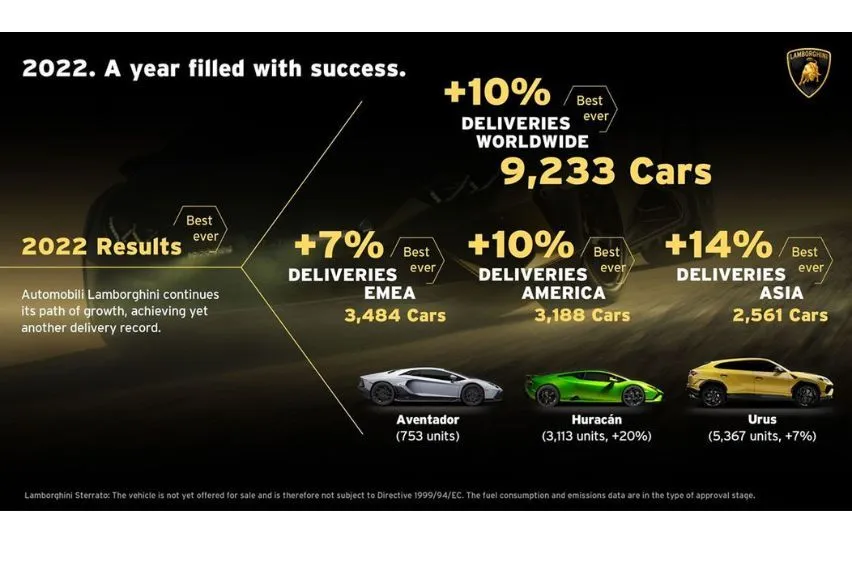 2022. A year filled with success.
LAMBORGHINI
+10%
Best
ever
DELIVERIES
WORLDWIDE
9,233 Cars
2022 Results
Best
ever
Automobili Lamborghini continues
its path of growth, achieving yet
another delivery record.
+7%
Best
ever
DELIVERIES
EMEA
3,484 Cars
+10%
Best
ever
DELIVERIES
AMERICA
3,188 Cars
+14%
Best
ever
DELIVERIES
ASIA
2,561 Cars
Aventador
(753 units)
Huracán
(3,113 units, +20%)
Urus
(5,367 units, +7%)
Lamborghini Sterrato: The vehicle is not yet offered for sale and is therefore not subject to Directive 1999/94/EC. The fuel consumption and emissions data are in the type of approval stage.